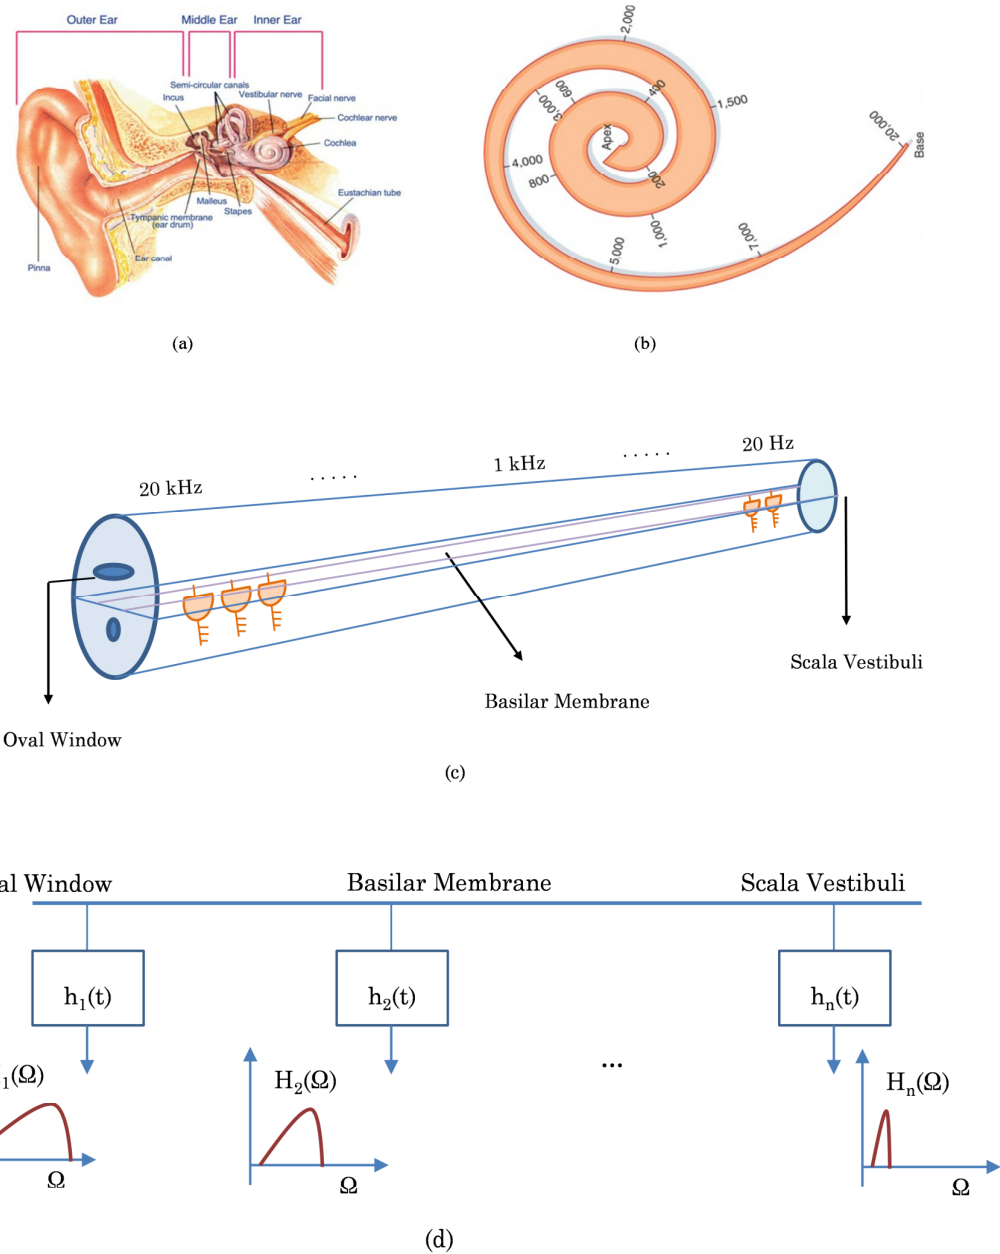 Outer Ear
Middle Ear
Inner Ear
Semi-circular canals
Incus
Vestibular nerve
Facial nerve
Cochlear nerve
Cochlea
Eustachian tube
Malleus
Stapes
Tympanic membrane
(ear drum)
Ear canal
Pinna
(a)
2,000
1,500
400
600
3,000
Apex
4,000
800
200
1,000
5,000
7,000
20,000
Base
(b)
20 kHz
.....
1 kHz
.....
20 Hz
Scala Vestibuli
Basilar Membrane
Oval Window
(c)
al Window
Basilar Membrane
Scala Vestibuli
h1(t)
h2(t)
hn(t)
...
1(Ω)
H2(Ω)
Hn(Ω)
Ω
Ω
Ω
(d)